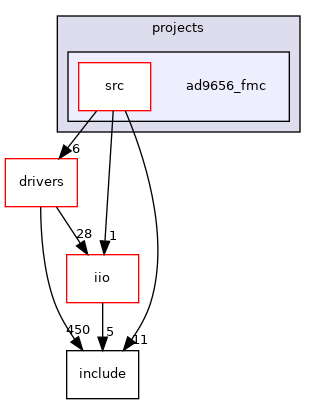 projects
src
ad9656_fmc
6
drivers
28
1
iio
450
5
11
include